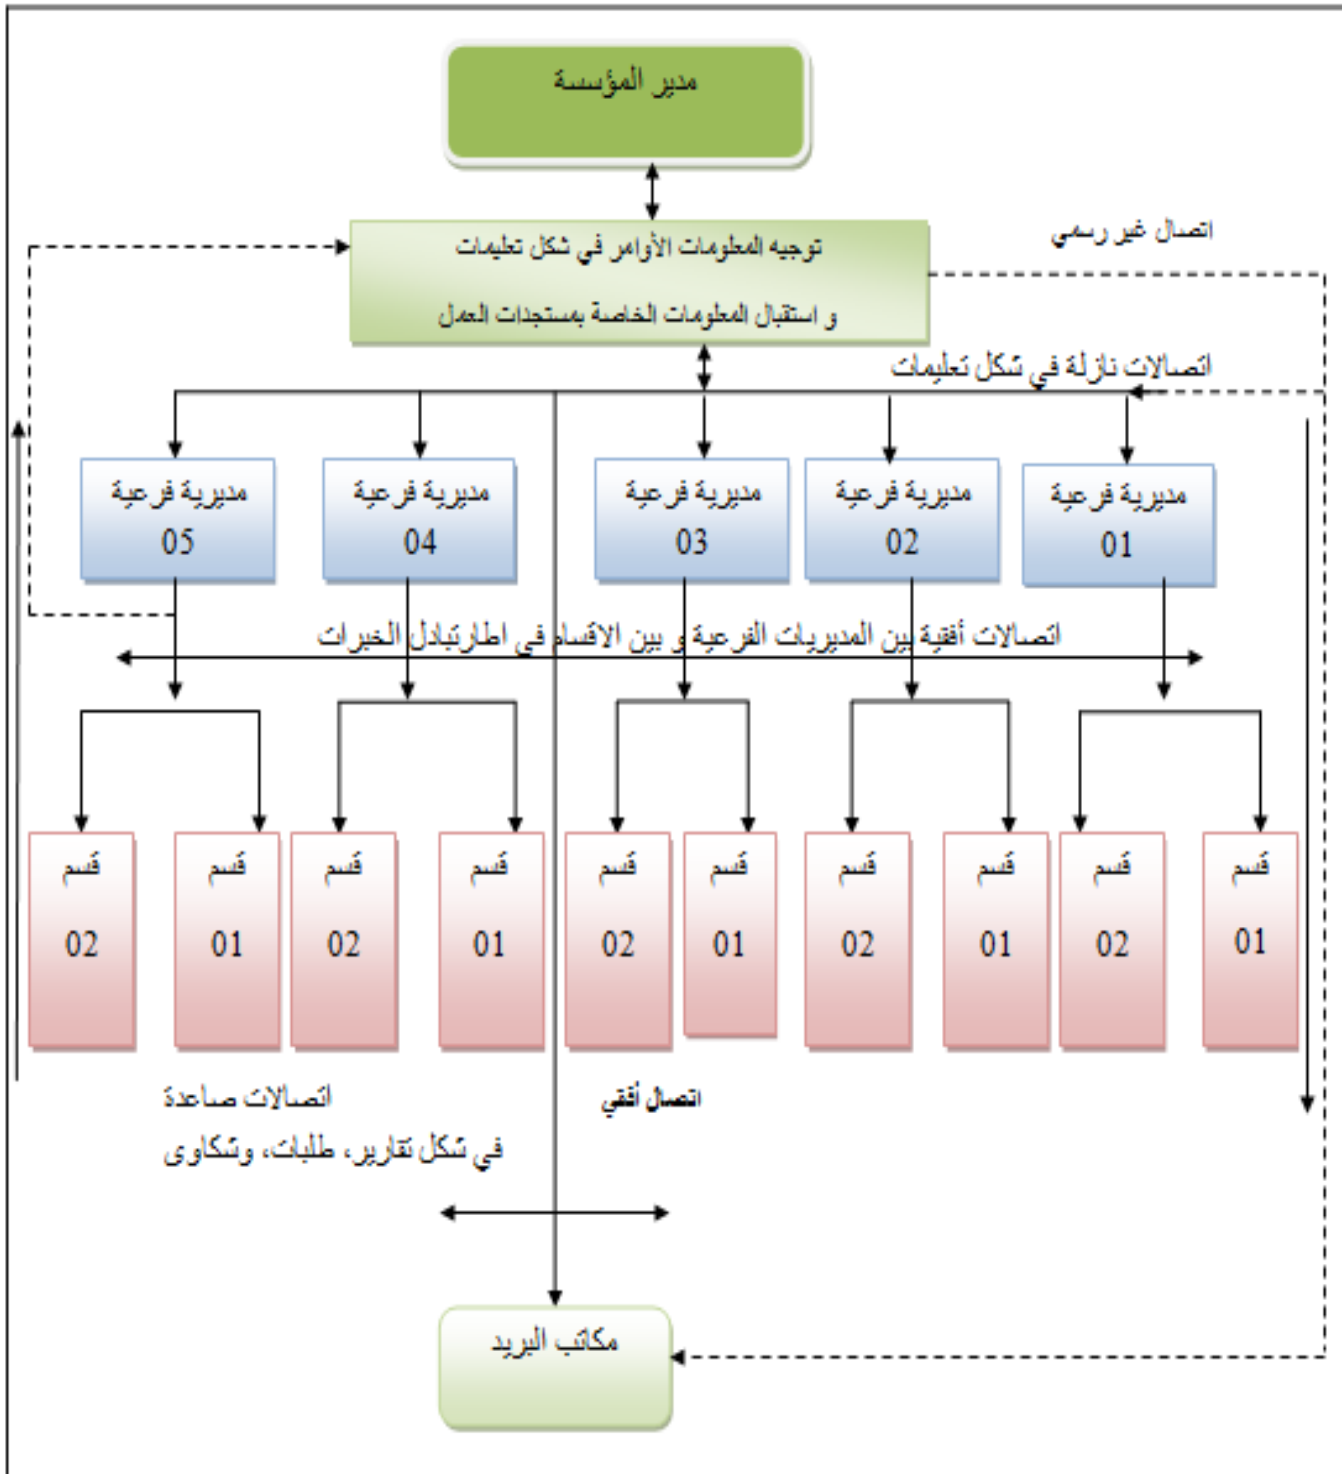 مدير المؤسسة
توجيه المعلومات الأوامر في شكل تعليمات
و استقبال المعلومات الخاصة بمستجدات العمل
اتصال غير رسمي
اتصالات نازلة في شكل تعليمات
مديرية فرعية
01
مديرية فرعية
02
مديرية فرعية
03
مديرية فرعية
04
مديرية فرعية
05
اتصالات أفقية بين المديريات الفرعية و بين الاقسام في اطارتبادل الخبرات
قسم
01
قسم
02
قسم
01
قسم
02
قسم
01
قسم
02
قسم
01
قسم
02
قسم
01
قسم
02
اتصال أفقي
اتصالات صاعدة
في شكل تقارير، طلبات، وشكاوى
مكاتب البريد